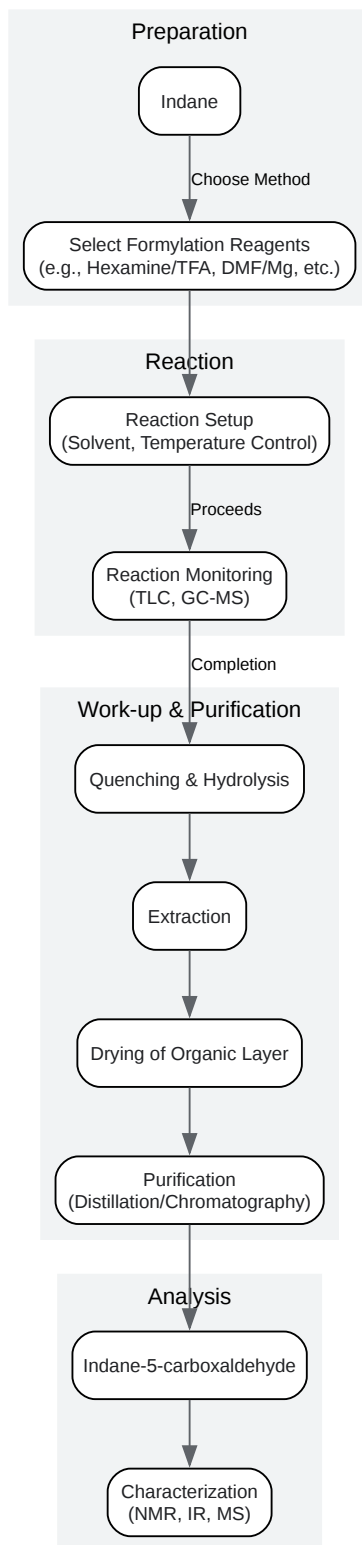 Preparation
Indane
Choose Method
Select Formylation Reagents
(e.g., Hexamine/TFA, DMF/Mg, etc.)
Reaction
Reaction Setup
(Solvent, Temperature Control)
Proceeds
Reaction Monitoring
(TLC, GC-MS)
Completion
Work-up & Purification
Quenching & Hydrolysis
Extraction
Drying of Organic Layer
Purification
(Distillation/Chromatography)
Analysis
Indane-5-carboxaldehyde
Characterization
(NMR, IR, MS)